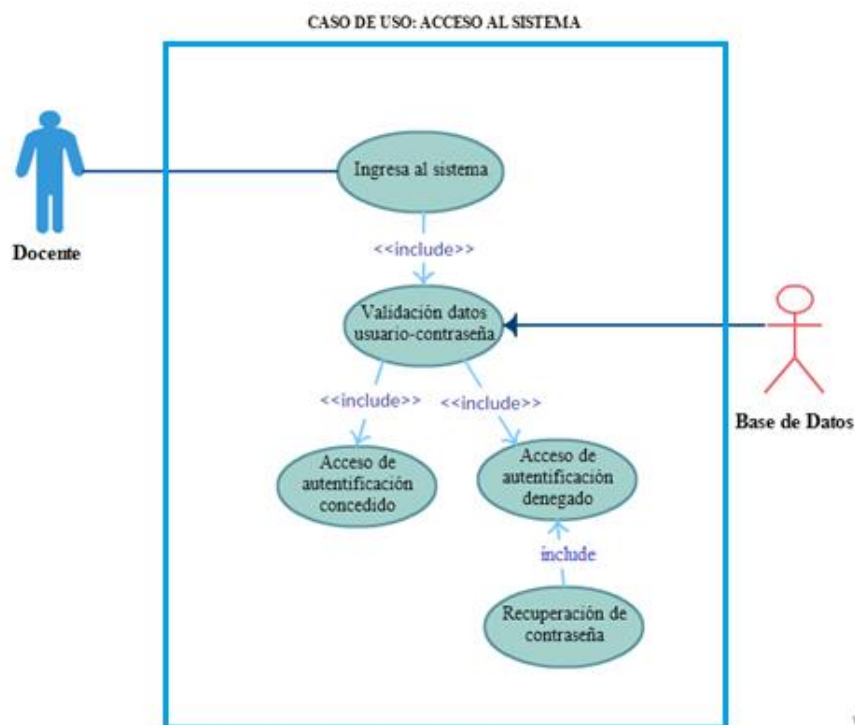 CASO DE USO: ACCESO AL SISTEMA
Ingresa al sistema
Docente
<<include>>
Validación datos
usuario-contraseña
<<include>>
<<include>>
Base de Datos
Acceso de
autentificación
concedido
Acceso de
autentificación
denegado
include
Recuperación de
contraseña